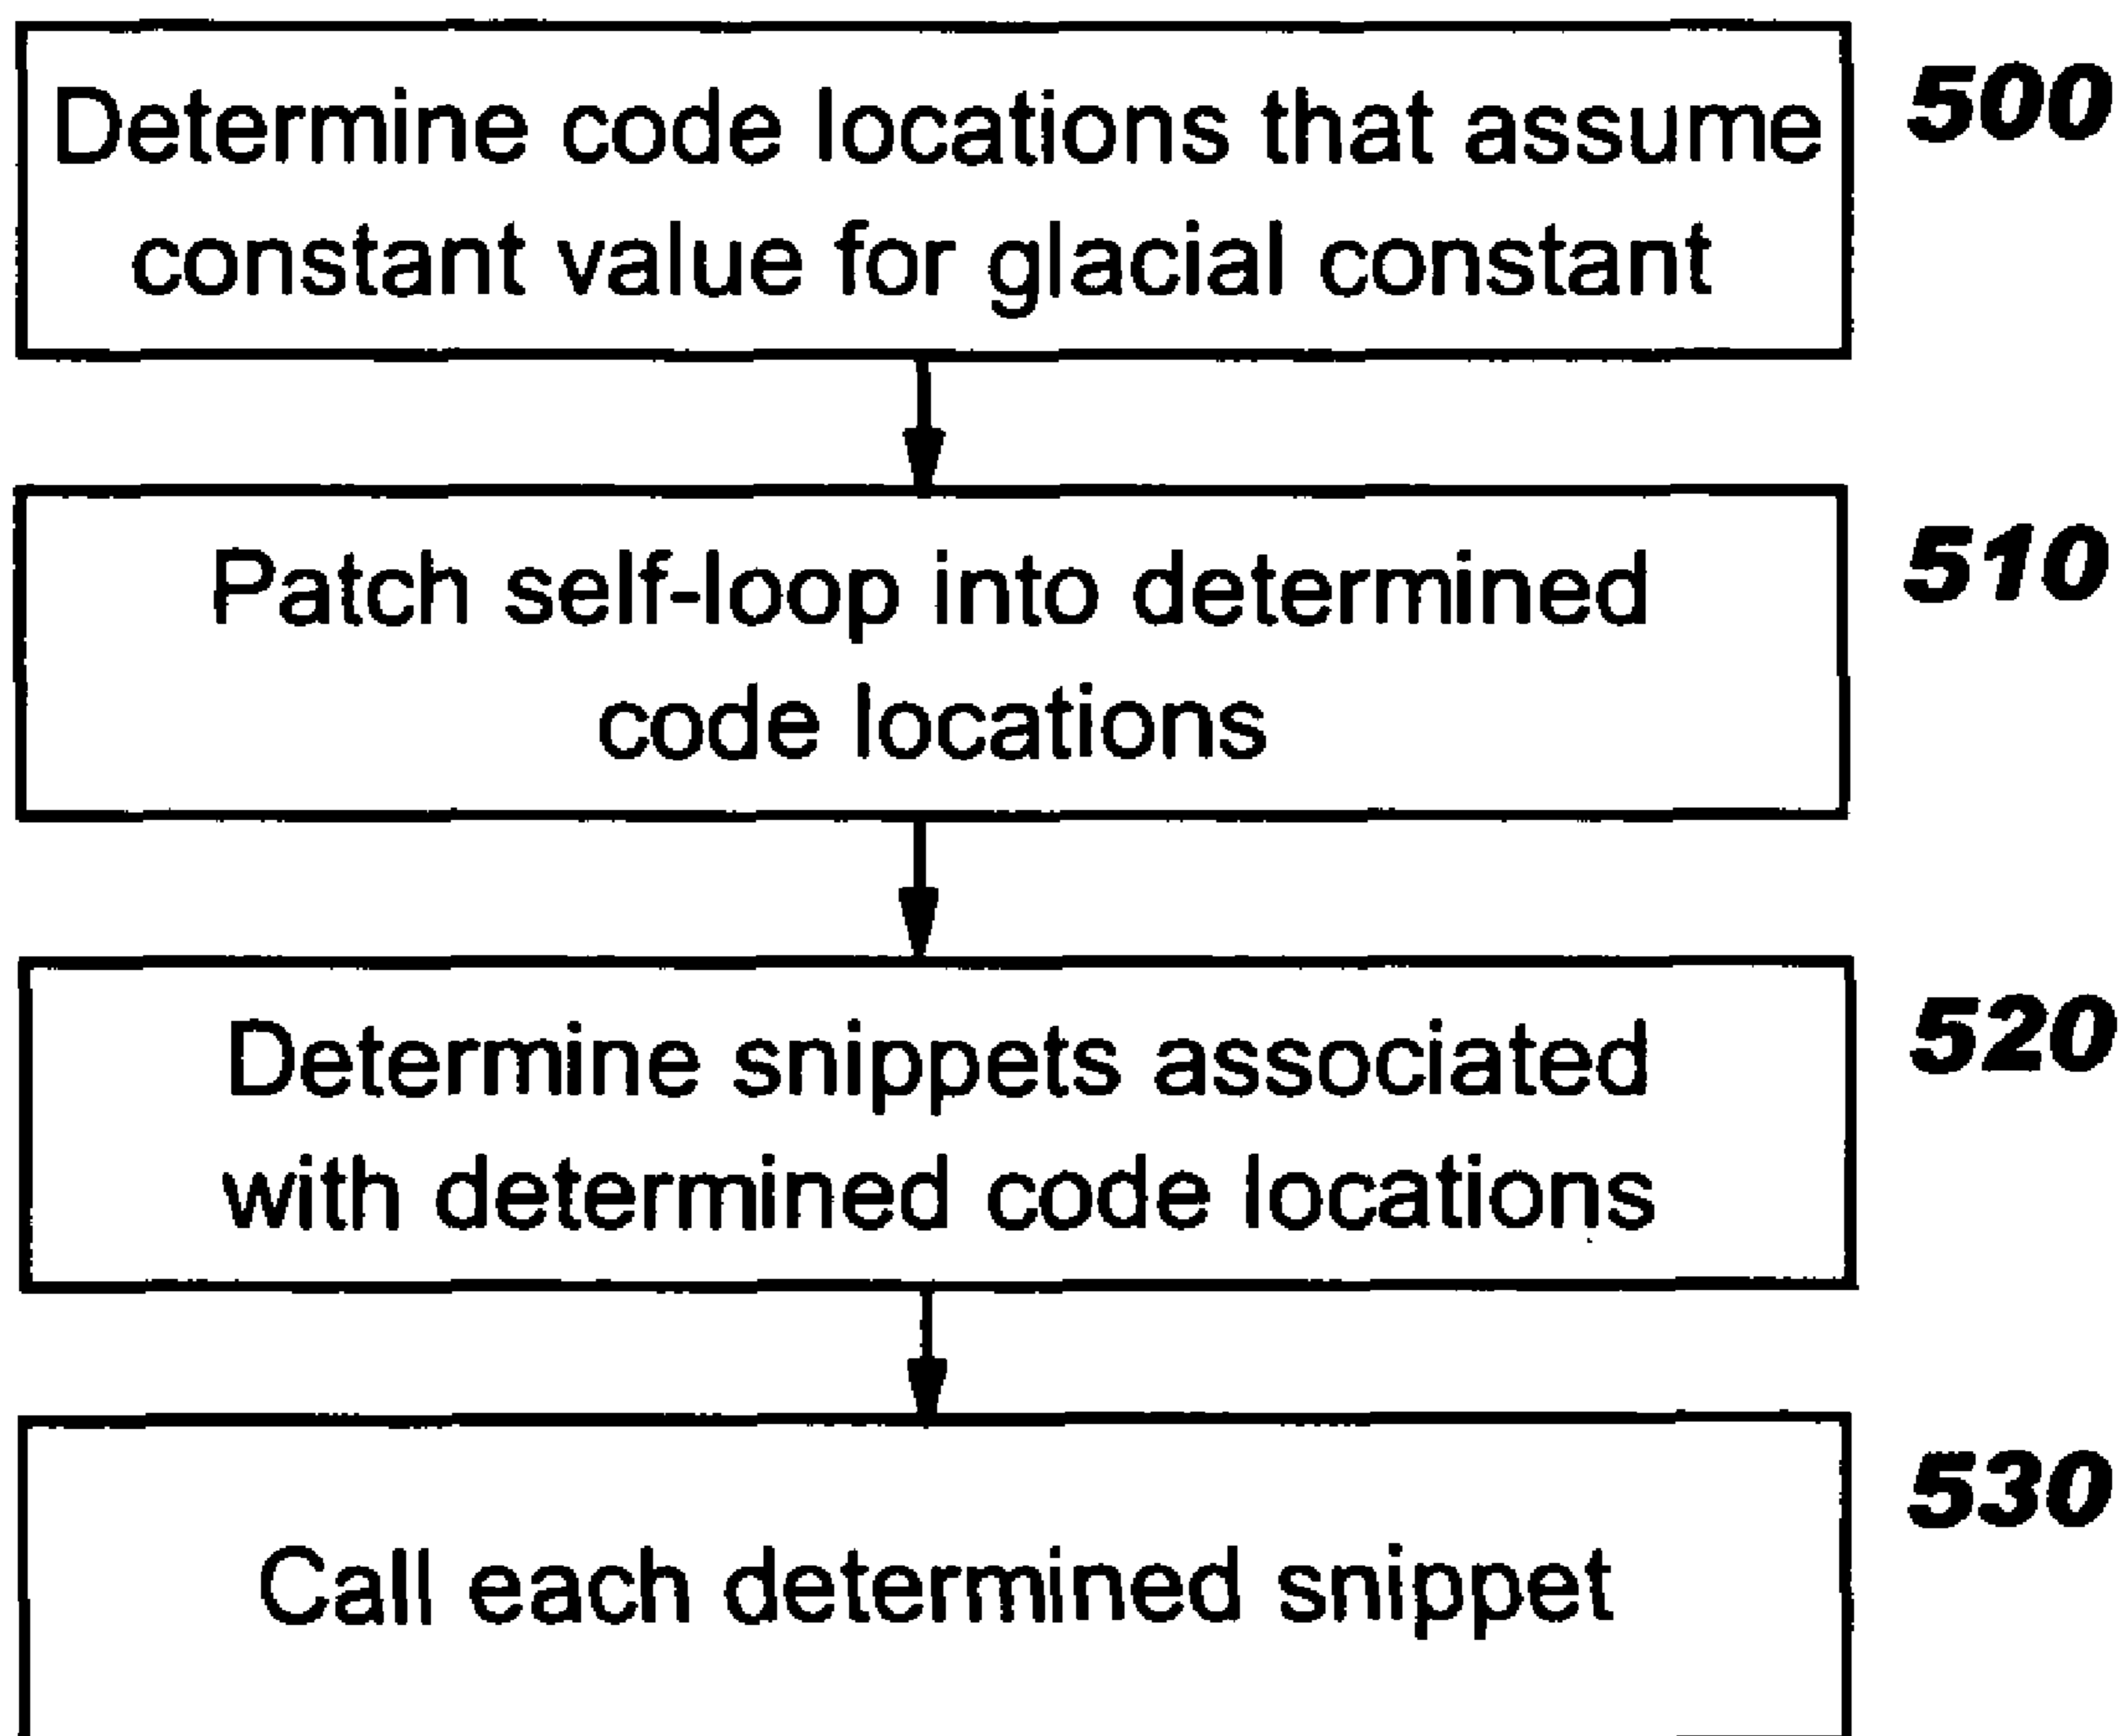 Determine code locations that assume
constant value for glacial constant
500
Patch self-loop into determined
code locations
510
Determine snippets associated
with determined code locations
520
Call each determined snippet
530